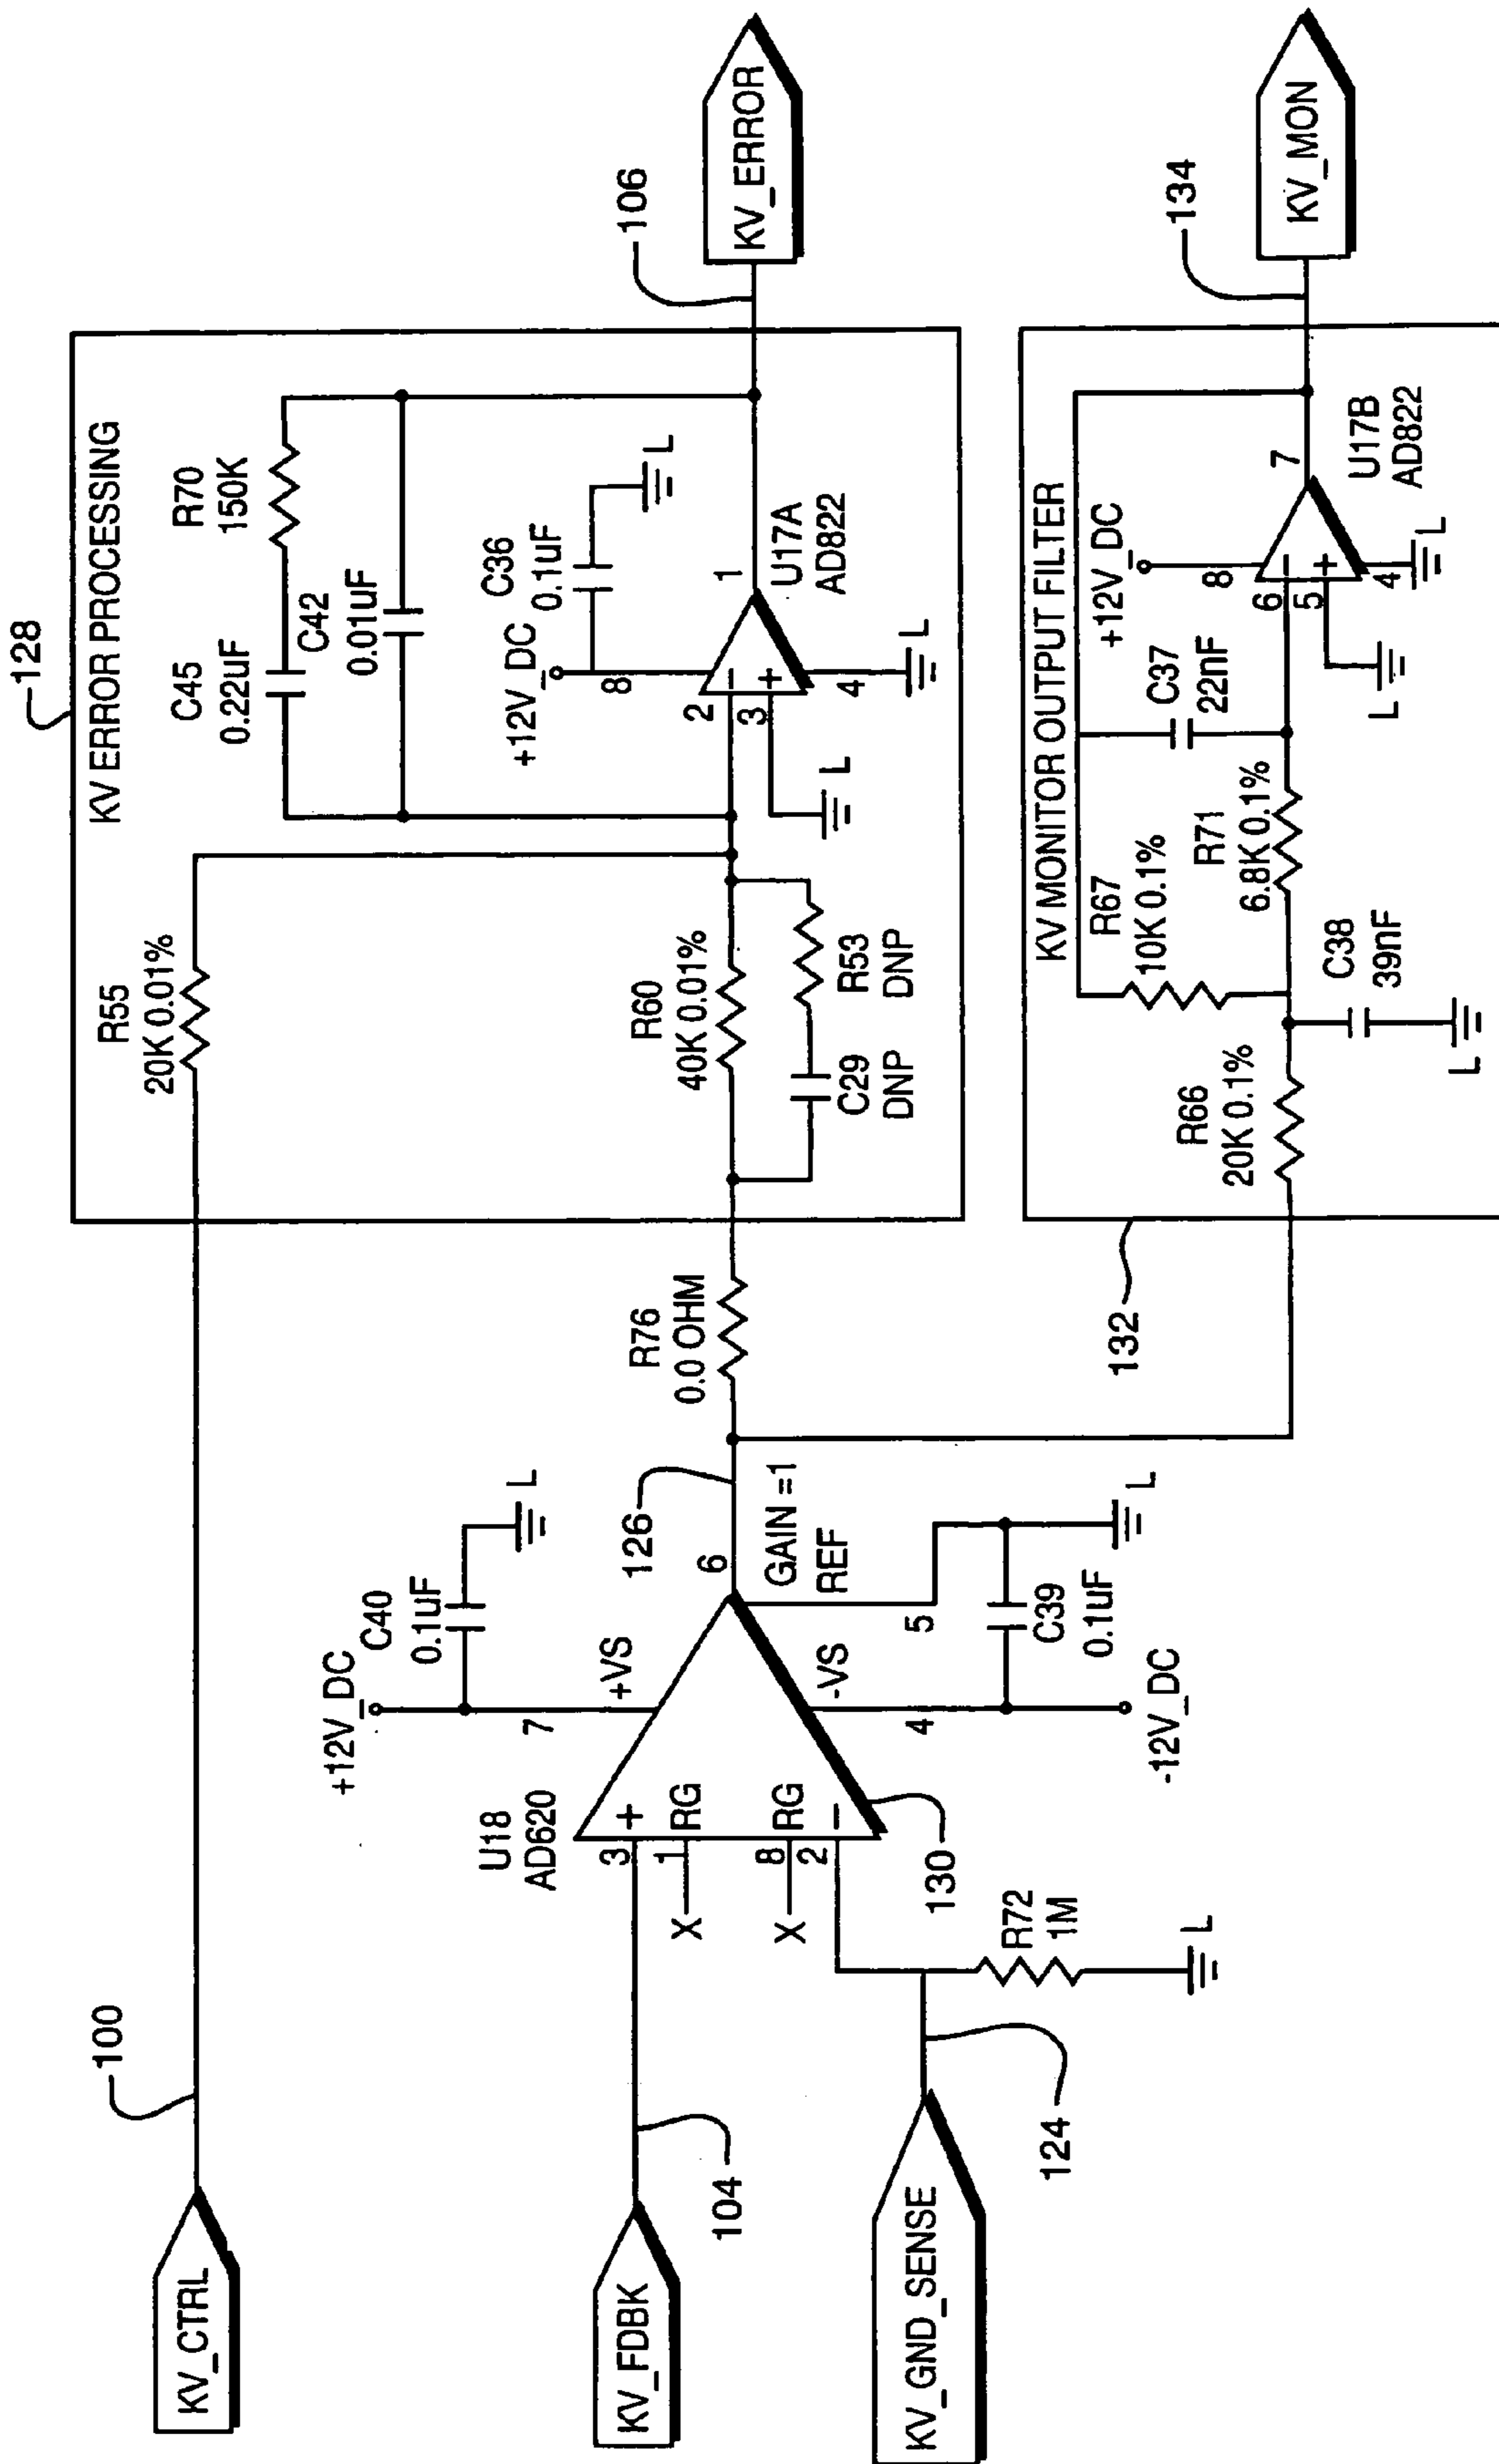 128
KV ERROR PROCESSING
R55
20K 0.01%
C45
0.22uF
R70
150K
C42
0.01uF
+12V_DC
C36
0.1uF
L
8
2
3
1
4
U17A
AD822
L
L
106
KV_ERROR
R60
40K 0.01%
C29
DNP
R53
DNP
R76
0.0 OHM
100
KV_CTRL
KV_FDBK
104
KV_GND_SENSE
124
R72
1M
L
U18
AD620
3
1
8
2
X
X
+
RG
RG
-
130
+12V_DC
C40
0.1uF
L
7
+VS
-VS
4
5
6
126
GAIN =1
REF
C39
0.1uF
L
-12V_DC
132
KV MONITOR OUTPUT FILTER
R66
20K 0.1%
R67
10K 0.1%
R71
6.8K 0.1%
C38
39nF
L
C37
22nF
+12V_DC
8
6
5
7
4
L
L
U17B
AD822
134
KV_MON